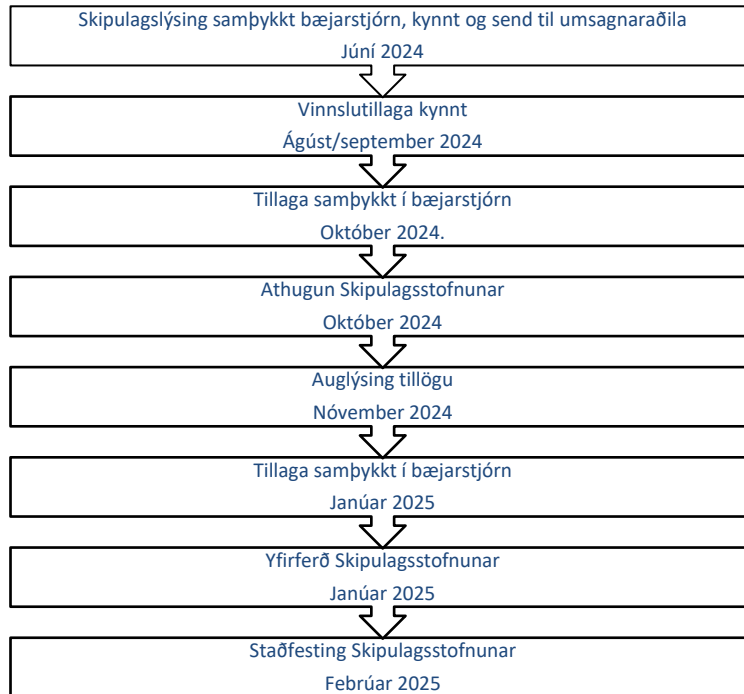 Skipulagslýsing samþykkt bæjarstjórn, kynnt og send til umsagnaraðila
Júní 2024
Vinnslutillaga kynnt
Ágúst/september 2024
Tillaga samþykkt í bæjarstjórn
Október 2024.
Athugun Skipulagsstofnunar
Október 2024
Auglýsing tillögu
Nóvember 2024
Tillaga samþykkt í bæjarstjórn
Janúar 2025
Yfirferð Skipulagsstofnunar
Janúar 2025
Staðfesting Skipulagsstofnunar
Febrúar 2025